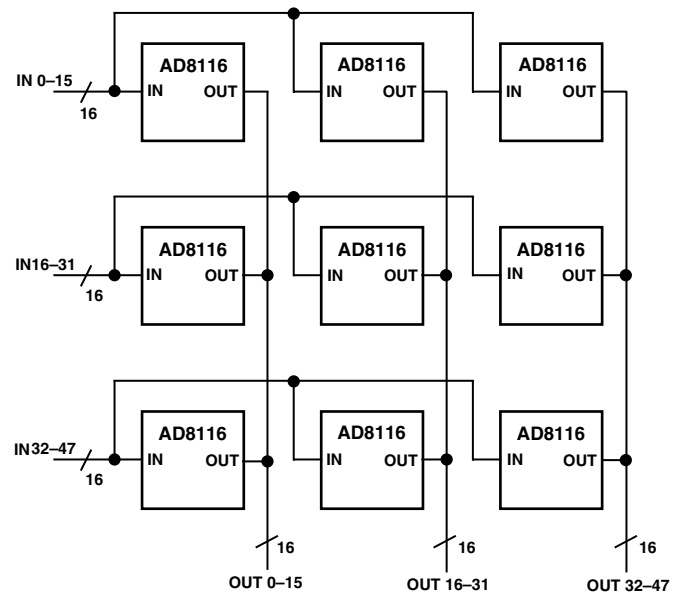 AD8116 AD8116 AD8116
IN 0–15 IN OUT IN OUT IN OUT
16
AD8116 AD8116 AD8116
IN16–31 IN OUT IN OUT IN OUT
16
AD8116 AD8116 AD8116
IN32–47 IN OUT IN OUT IN OUT
16
16 16 16
OUT 0–15 OUT 16–31 OUT 32–47